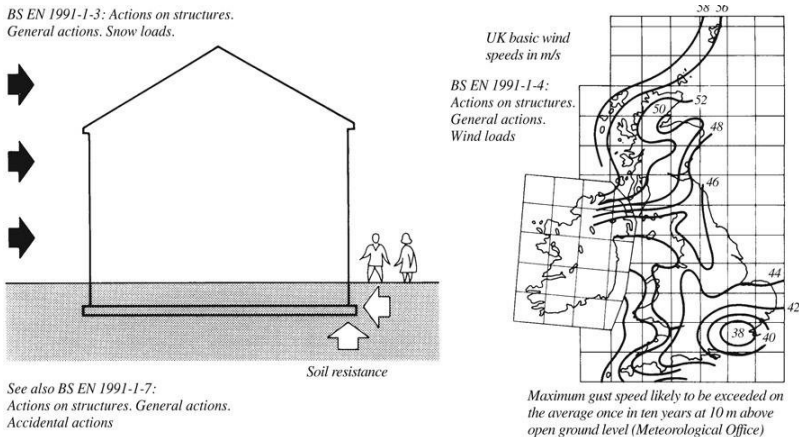 BS EN 1991-1-3: Actions on structures.
General actions. Snow loads.
Soil resistance
See also BS EN 1991-1-7:
Actions on structures. General actions.
Accidental actions
UK basic wind
speeds in m/s
BS EN 1991-1-4:
Actions on structures.
General actions.
Wind loads
58 56
50
52
48
46
44
42
38
40
Maximum gust speed likely to be exceeded on
the average once in ten years at 10 m above
open ground level (Meteorological Office)